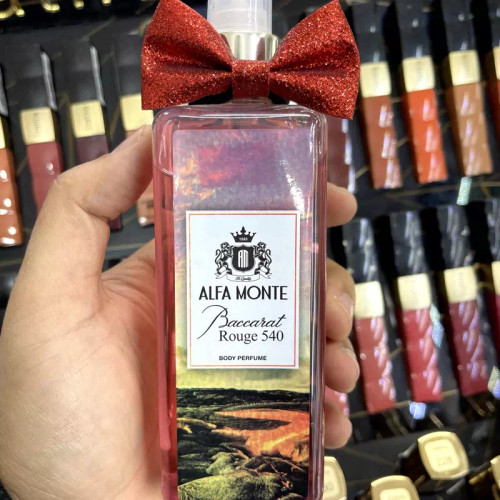 ALFA MONTE
Baccarat
Rouge 540
BODY PERFUME